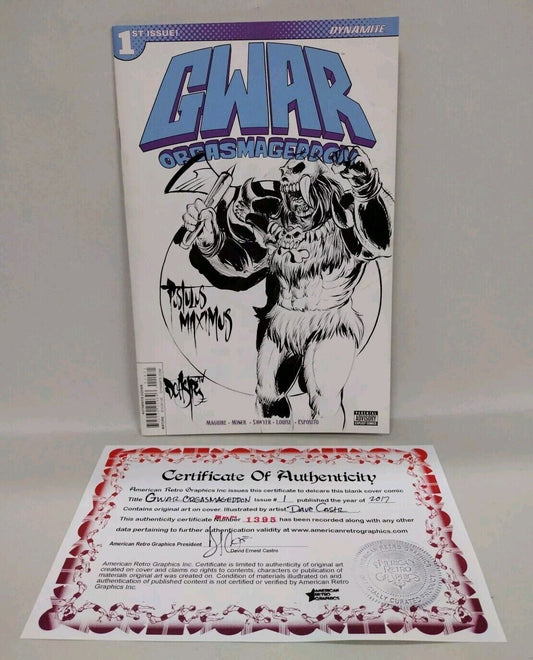 1ST ISSUE!
DYNAMITE
GWAR
ORGASMAGEDDON
PUSTULUS
MAXIMUS
MAGUIRE • MINER • SAWYER • LOUISE • ESPOSITO
PARENTAL
ADVISORY
EXPLICIT CONTENT
Certificate Of Authenticity
American Retro Graphics Inc issues this certificate to delcare this blank cover comic
Title GWAR ORGASMAGEDDON Issue # 1 published the year of 2017
Contains original art on cover. Illustrated by artist DAVE CASTR
This authenticity certificate number 1395 has been recorded along with any other
data pertaining to further authentication validity at www.americanretrographics.com
American Retro Graphics President
David Ernest Castro
American Retro Graphics Inc. Certificate is limited to authenticity of original art
created on cover and claims no rights to contents, characters or publication of
materials original art was created on. Condition of materials illustrated on and
authentication of published content is not certified or verified by American Retro
Graphics Inc.
AMERICAN
RETRO
GRAPHICS